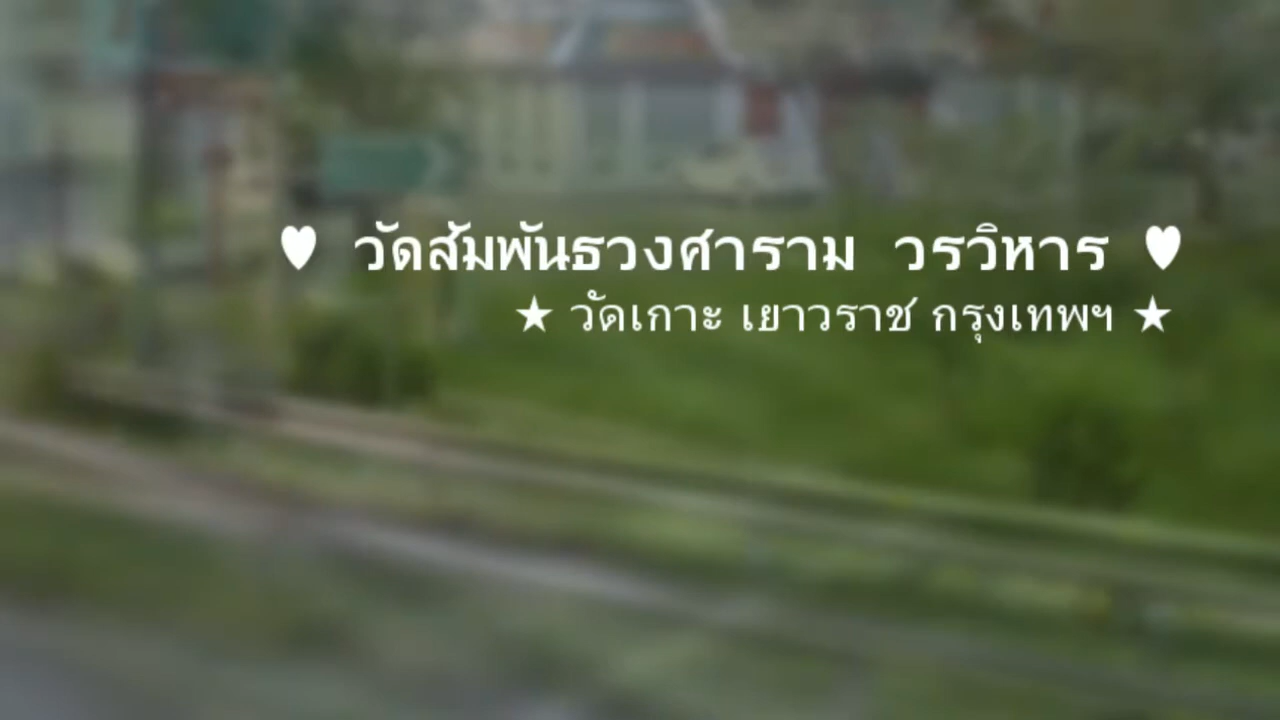 ♥ วัดสัมพันธวงศาราม วรวิหาร ♥
★ วัดเกาะ เยาวราช กรุงเทพฯ ★